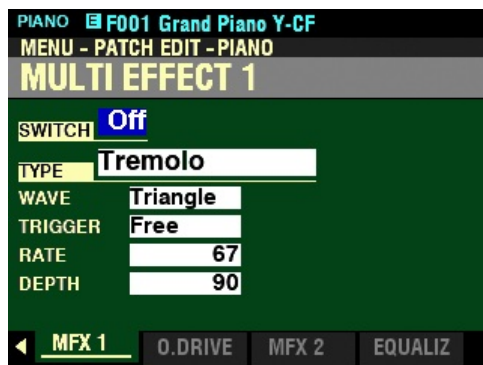 PIANO E F001 Grand Piano Y-CF
MENU - PATCH EDIT - PIANO
MULTI EFFECT 1
SWITCH Off
TYPE Tremolo
WAVE Triangle
TRIGGER Free
RATE 67
DEPTH 90
MFX 1 O.DRIVE MFX 2 EQUALIZ